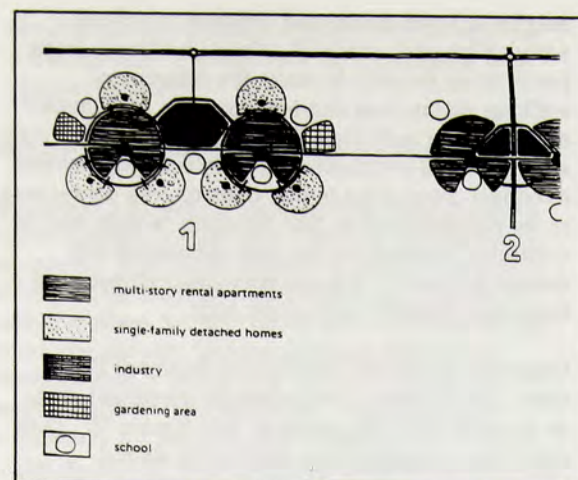 1
2
multi-story rental apartments
single-family detached homes
industry
gardening area
school